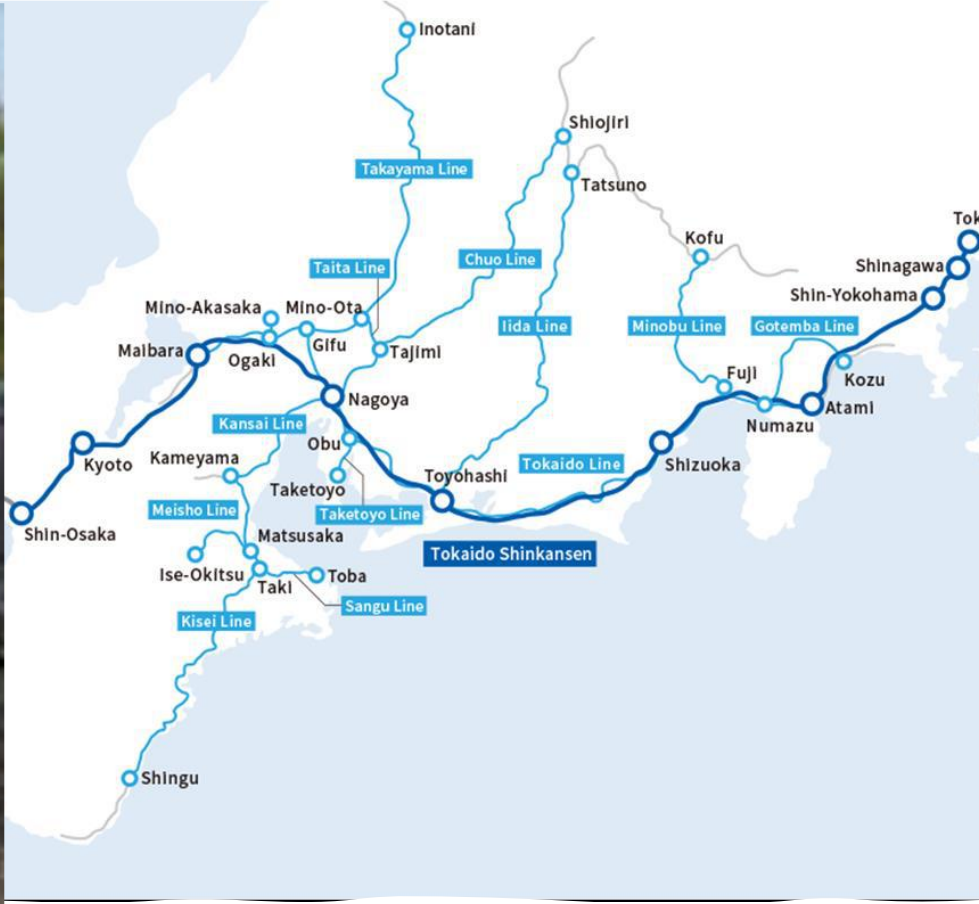 Inotani
Shiojiri
Takayama Line
Tatsuno
Tok
Kofu
Chuo Line
Shinagawa
Taita Line
Shin-Yokohama
Mino-Akasaka
Mino-Ota
Iida Line
Minobu Line
Gotemba Line
Gifu
Maibara
Ogaki
Tajimi
Fuji
Kozu
Nagoya
Atami
Kansai Line
Numazu
Obu
Kameyama
Kyoto
Toyohashi
Tokaido Line
Shizuoka
Taketoyo
Meisho Line
Taketoyo Line
Shin-Osaka
Matsusaka
Tokaido Shinkansen
Ise-Okitsu
Toba
Taki
Sangu Line
Kisei Line
Shingu